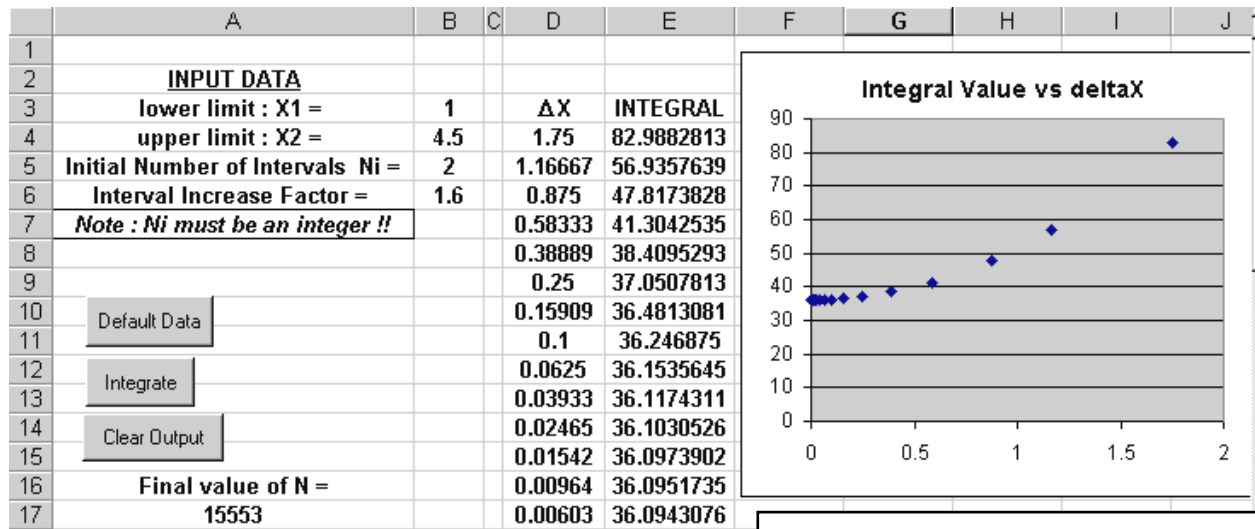 A B C D E F G H I J
1
2 INPUT DATA
3 lower limit : X1 = 1 ΔX INTEGRAL
4 upper limit : X2 = 4.5 1.75 82.9882813
5 Initial Number of Intervals Ni = 2 1.16667 56.9357639
6 Interval Increase Factor = 1.6 0.875 47.8173828
7 Note : Ni must be an integer !! 0.58333 41.3042535
8 0.38889 38.4095293
9 0.25 37.0507813
10 Default Data 0.15909 36.4813081
11 0.1 36.246875
12 Integrate 0.0625 36.1535645
13 0.03933 36.1174311
14 Clear Output 0.02465 36.1030526
15 0.01542 36.0973902
16 Final value of N = 0.00964 36.0951735
17 15553 0.00603 36.0943076
Integral Value vs deltaX
90
80
70
60
50
40
30
20
10
0
0 0.5 1 1.5 2